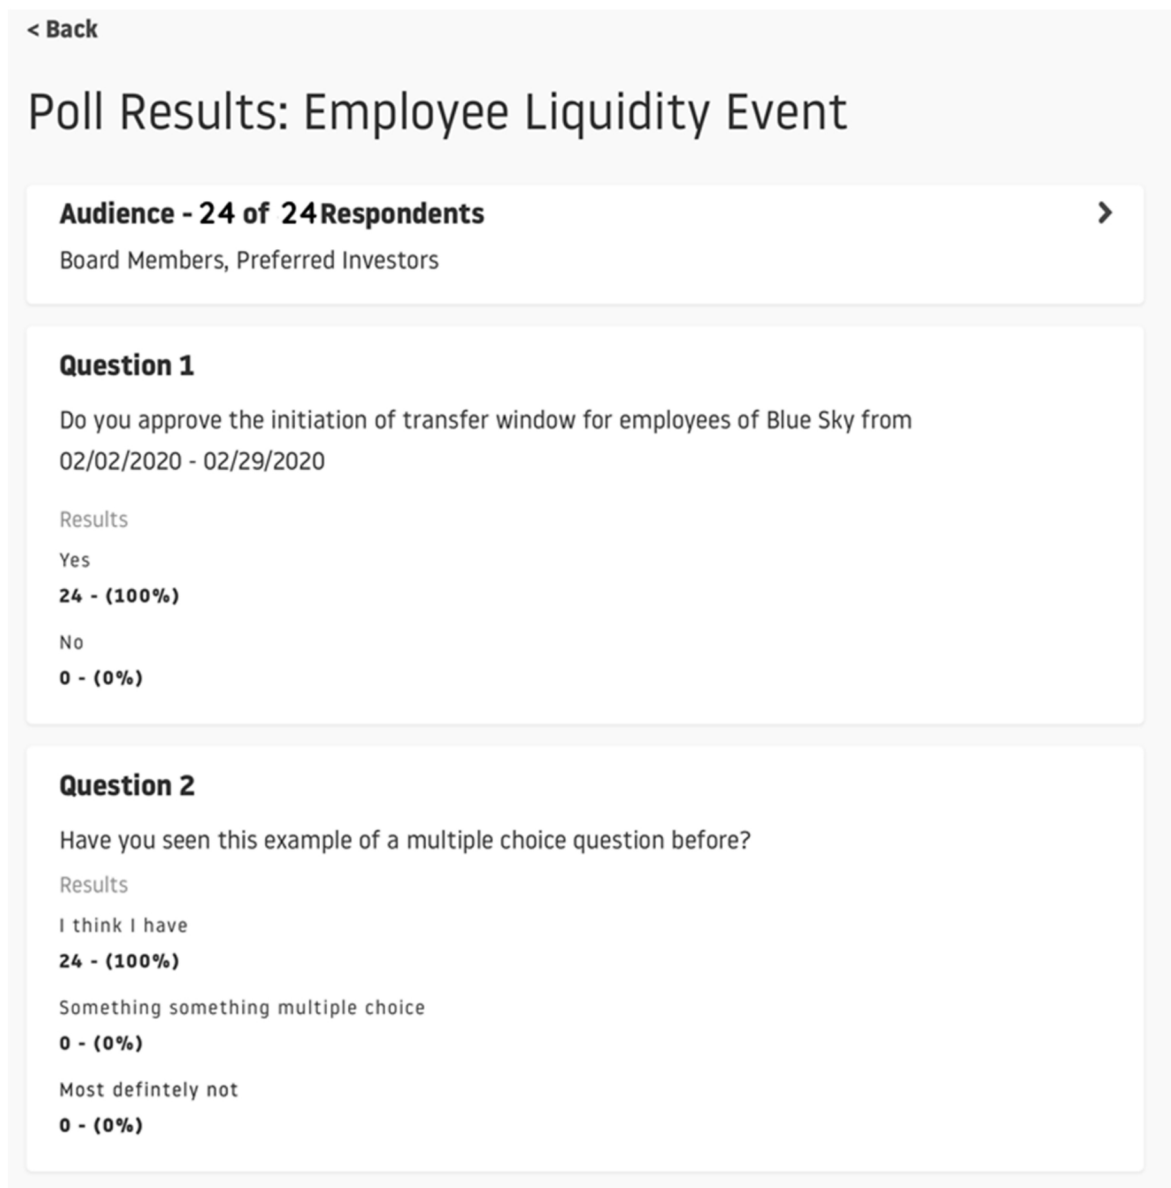 < Back
Poll Results: Employee Liquidity Event
Audience - 24 of 24Respondents
Board Members, Preferred Investors
Question 1
Do you approve the initiation of transfer window for employees of Blue Sky from
02/02/2020 - 02/29/2020
Results
Yes
24 - (100%)
No
0 - (0%)
Question 2
Have you seen this example of a multiple choice question before?
Results
I think I have
24 - (100%)
Something something multiple choice
0 - (0%)
Most defintely not
0 - (0%)